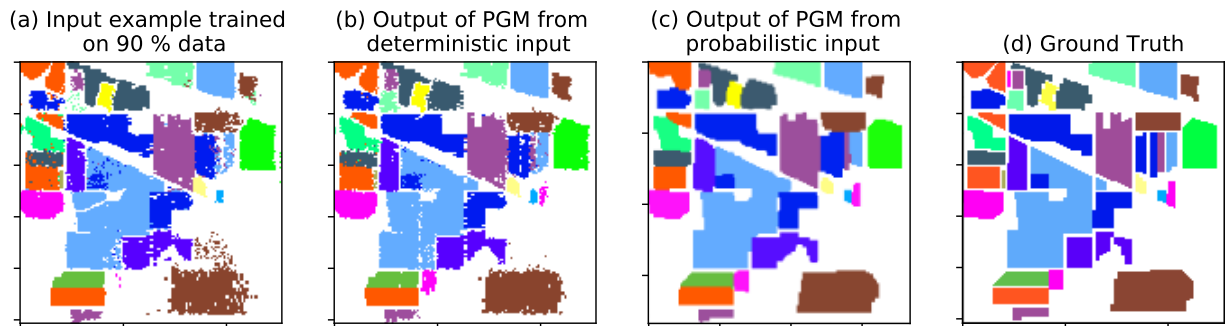 (a) Input example trained
on 90 % data
(b) Output of PGM from
deterministic input
(c) Output of PGM from
probabilistic input
(d) Ground Truth